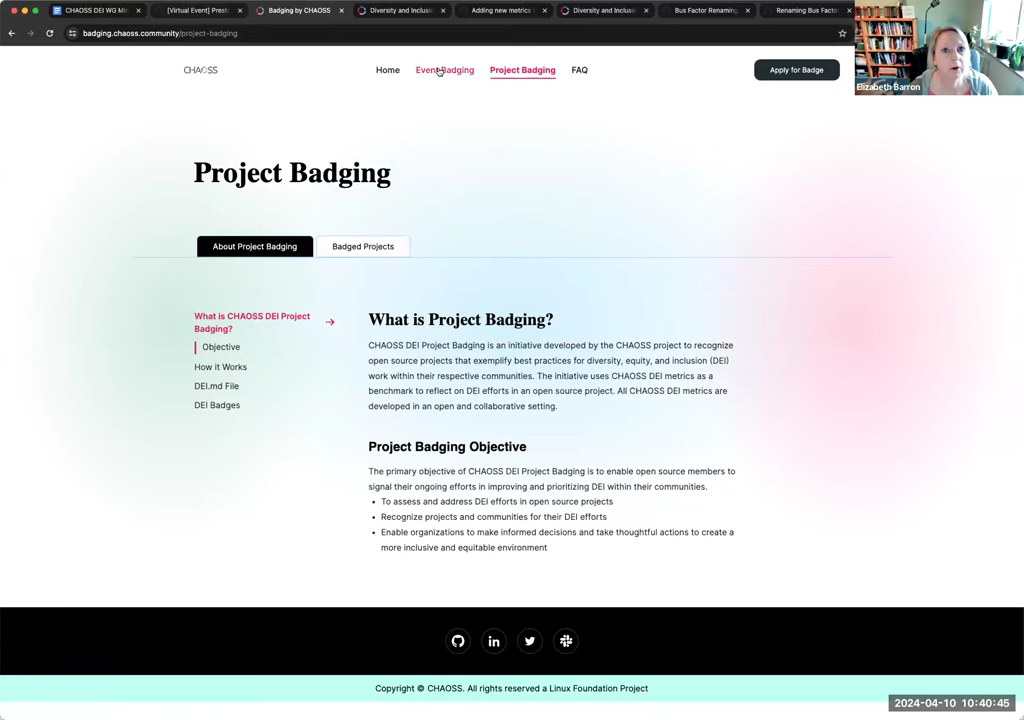 CHAOSS DEI WG Mi
[Virtual Event] Presto
Badging by CHAOSS
Diversity and Inclusi
Adding new metrics
Diversity and Inclusi
Bus Factor Renaming
Renaming Bus Factor
badging.chaoss.community/project-badging
Elizabeth Barron
CHAOSS
Home
Event Badging
Project Badging
FAQ
Apply for Badge
Project Badging
About Project Badging
Badged Projects
What is CHAOSS DEI Project
Badging?
Objective
How it Works
DEI.md File
DEI Badges
What is Project Badging?
CHAOSS DEI Project Badging is an initiative developed by the CHAOSS project to recognize
open source projects that exemplify best practices for diversity, equity, and inclusion (DEI)
work within their respective communities. The initiative uses CHAOSS DEI metrics as a
benchmark to reflect on DEI efforts in an open source project. All CHAOSS DEI metrics are
developed in an open and collaborative setting.
Project Badging Objective
The primary objective of CHAOSS DEI Project Badging is to enable open source members to
signal their ongoing efforts in improving and prioritizing DEI within their communities.
• To assess and address DEI efforts in open source projects
• Recognize projects and communities for their DEI efforts
• Enable organizations to make informed decisions and take thoughtful actions to create a
more inclusive and equitable environment
Copyright © CHAOSS. All rights reserved a Linux Foundation Project
2024-04-10 10:40:45